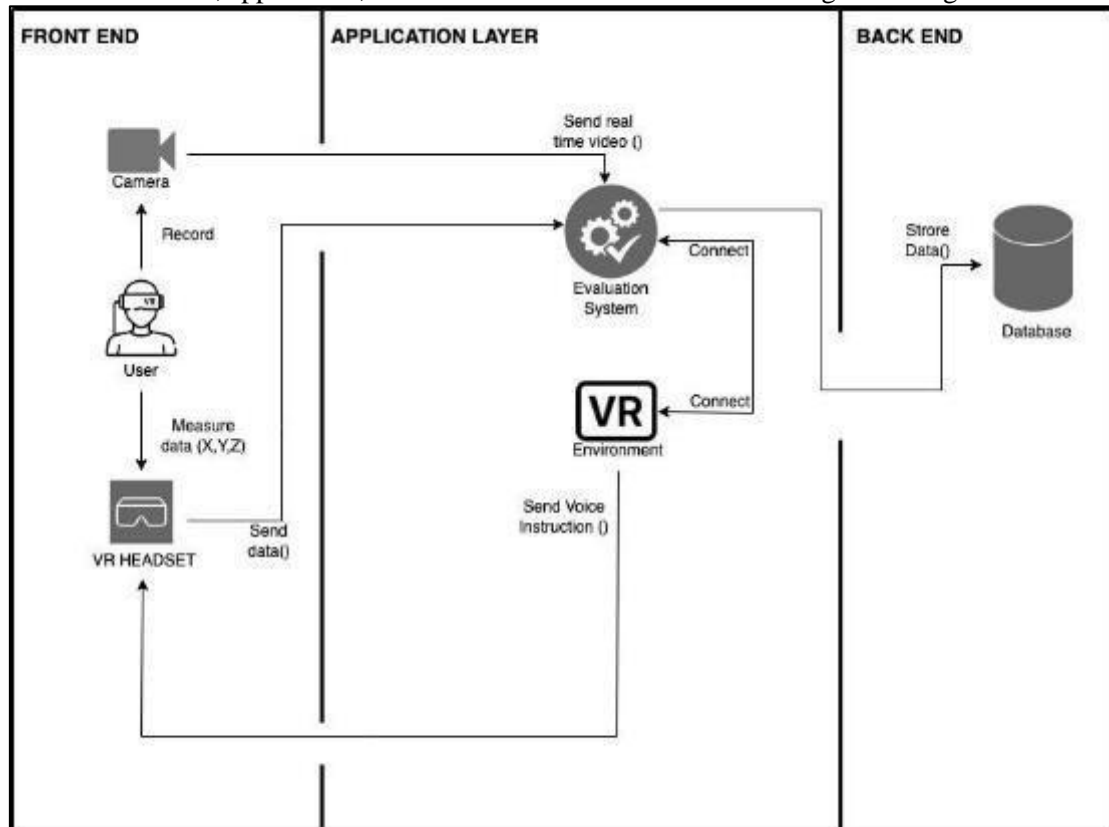 FRONT END
APPLICATION LAYER
BACK END
Send real
time video ()
Camera
Record
Strore
Data()
Connect
Evaluation
System
VR
User
Database
Measure
data (X,Y,Z)
VR
Connect
Environment
Send Voice
Instruction ()
Send
data()
VR HEADSET